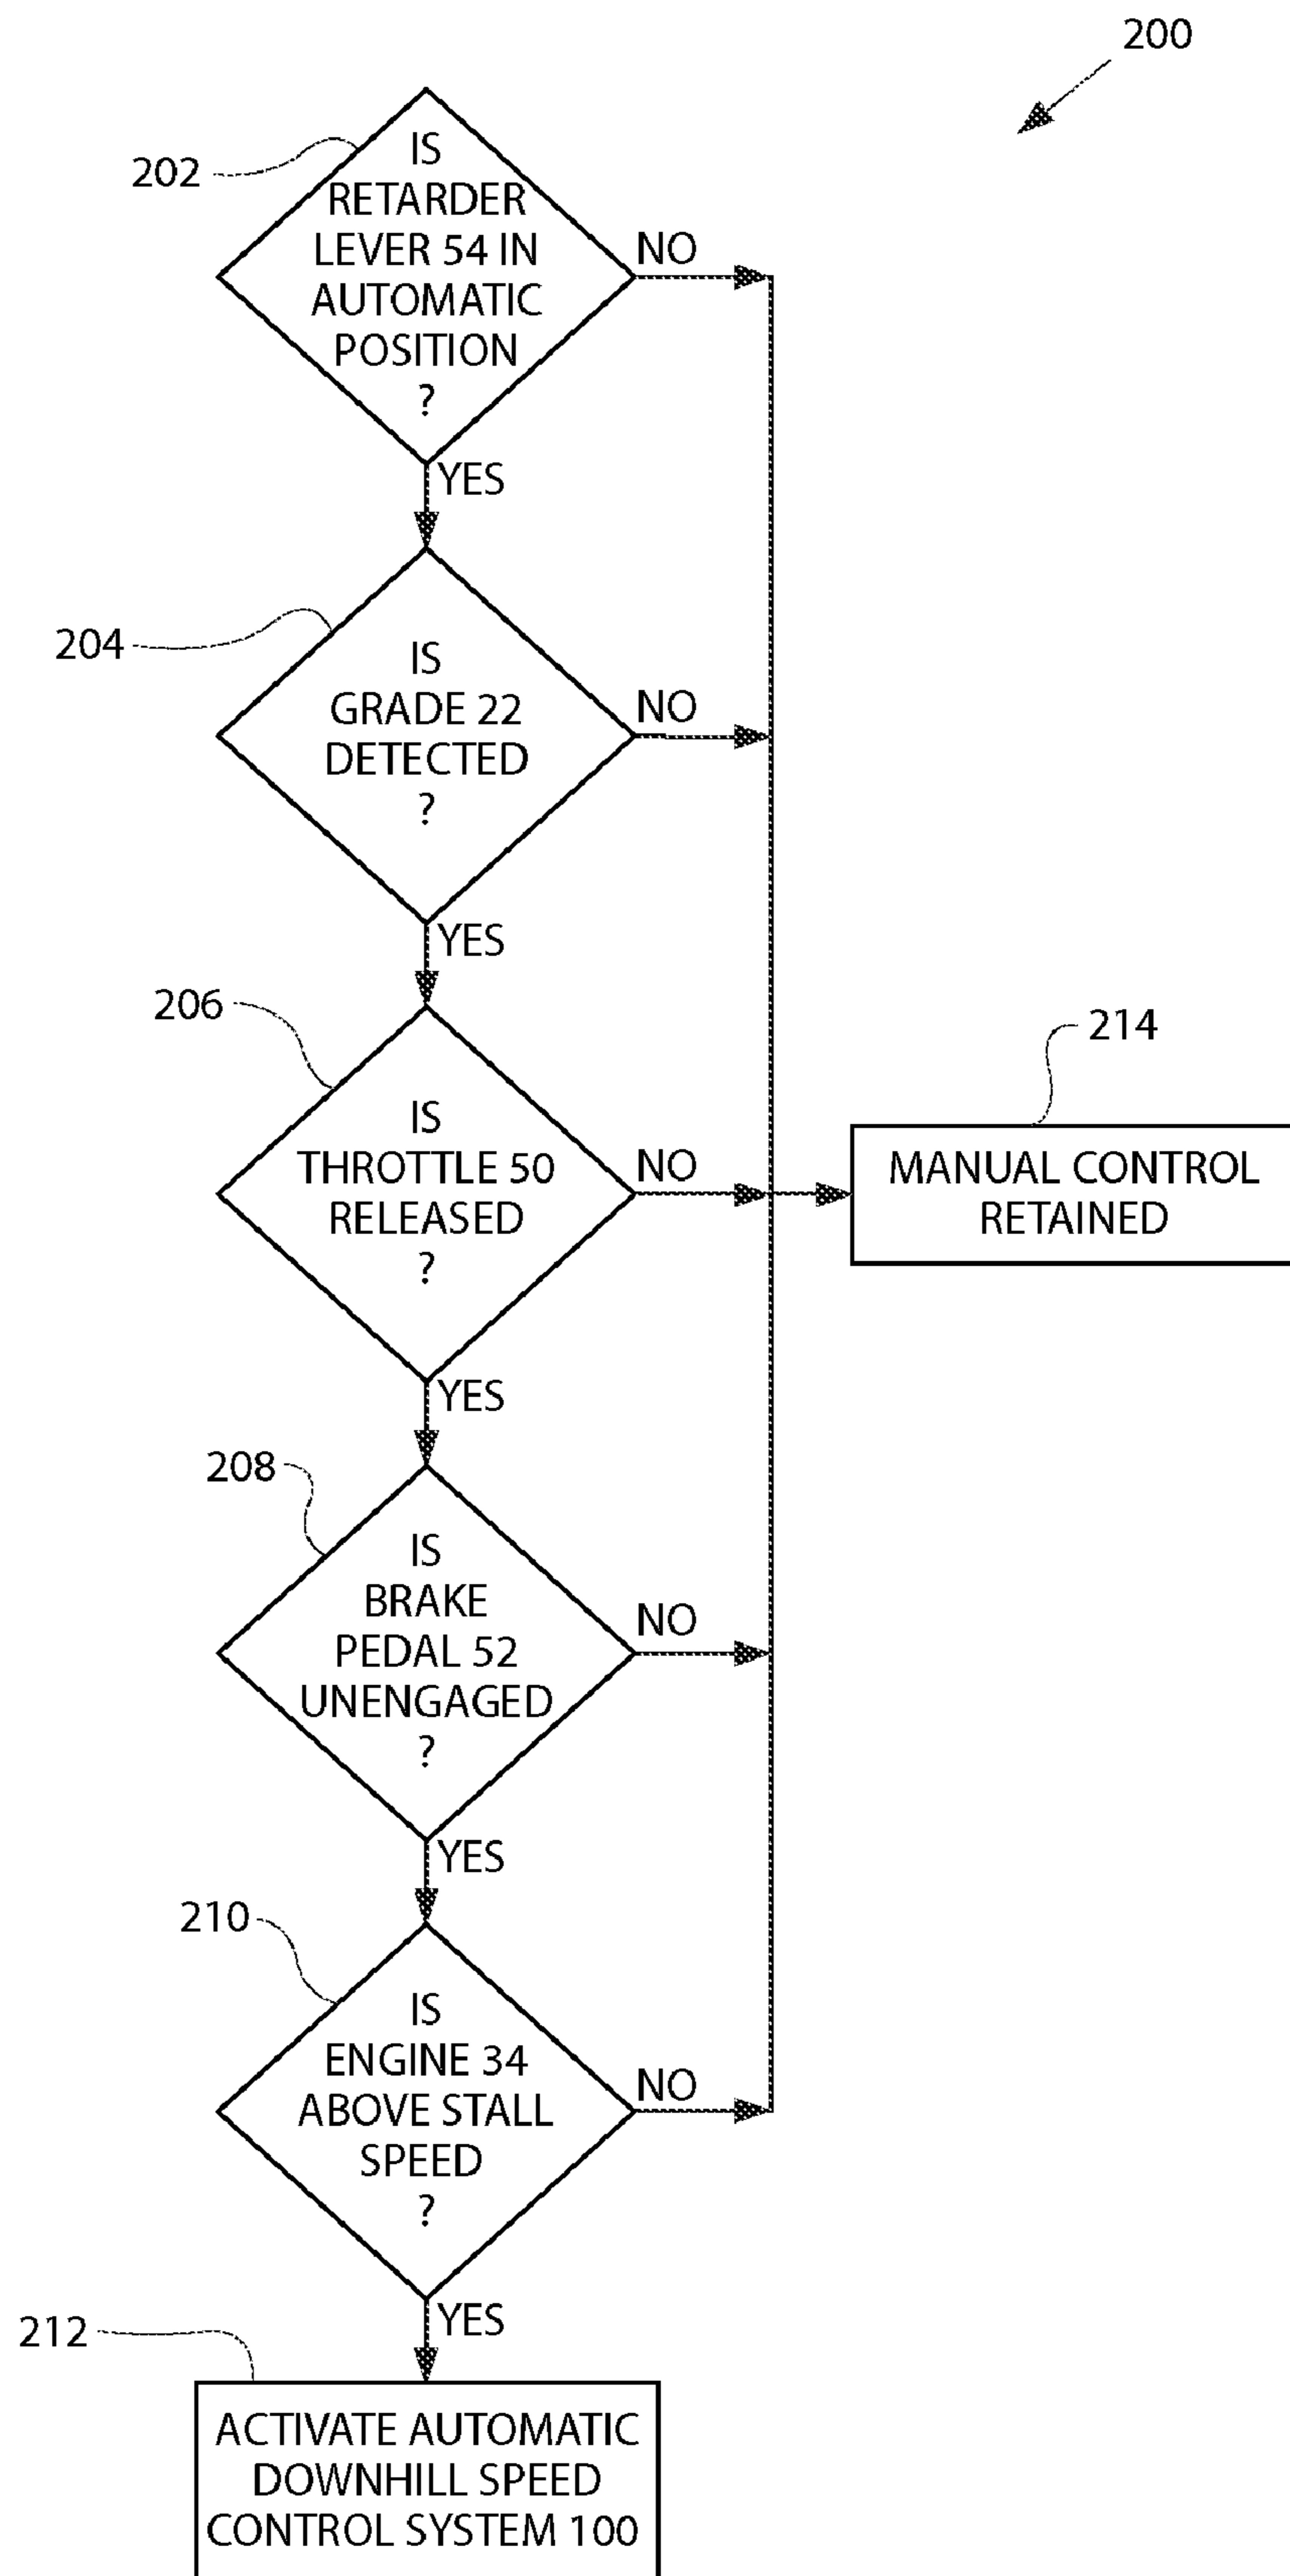 200
202
IS
RETARDER
LEVER 54 IN
AUTOMATIC
POSITION
?
NO
YES
204
IS
GRADE 22
DETECTED
?
NO
YES
206
IS
THROTTLE 50
RELEASED
?
NO
214
MANUAL CONTROL
RETAINED
YES
208
IS
BRAKE
PEDAL 52
UNENGAGED
?
NO
YES
210
IS
ENGINE 34
ABOVE STALL
SPEED
?
NO
YES
212
ACTIVATE AUTOMATIC
DOWNHILL SPEED
CONTROL SYSTEM 100